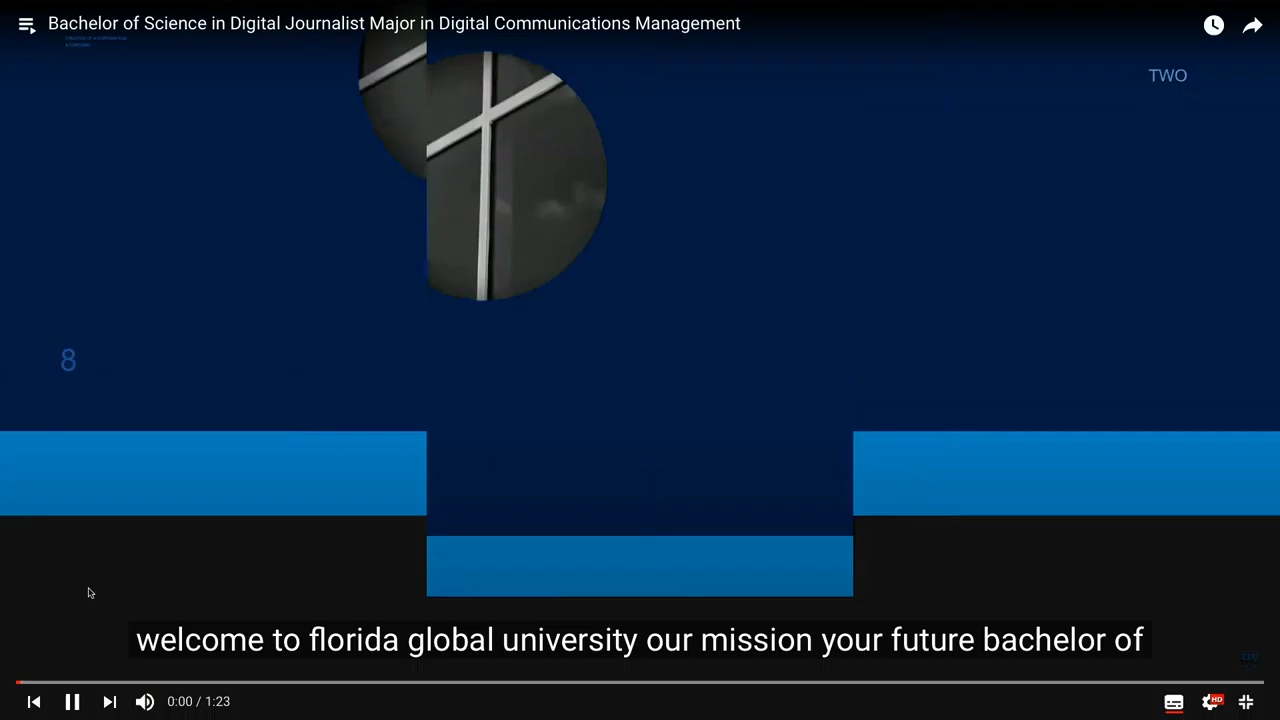 Bachelor of Science in Digital Journalist Major in Digital Communications Management
TWO
8
welcome to florida global university our mission your future bachelor of
0:00 / 1:23
HD